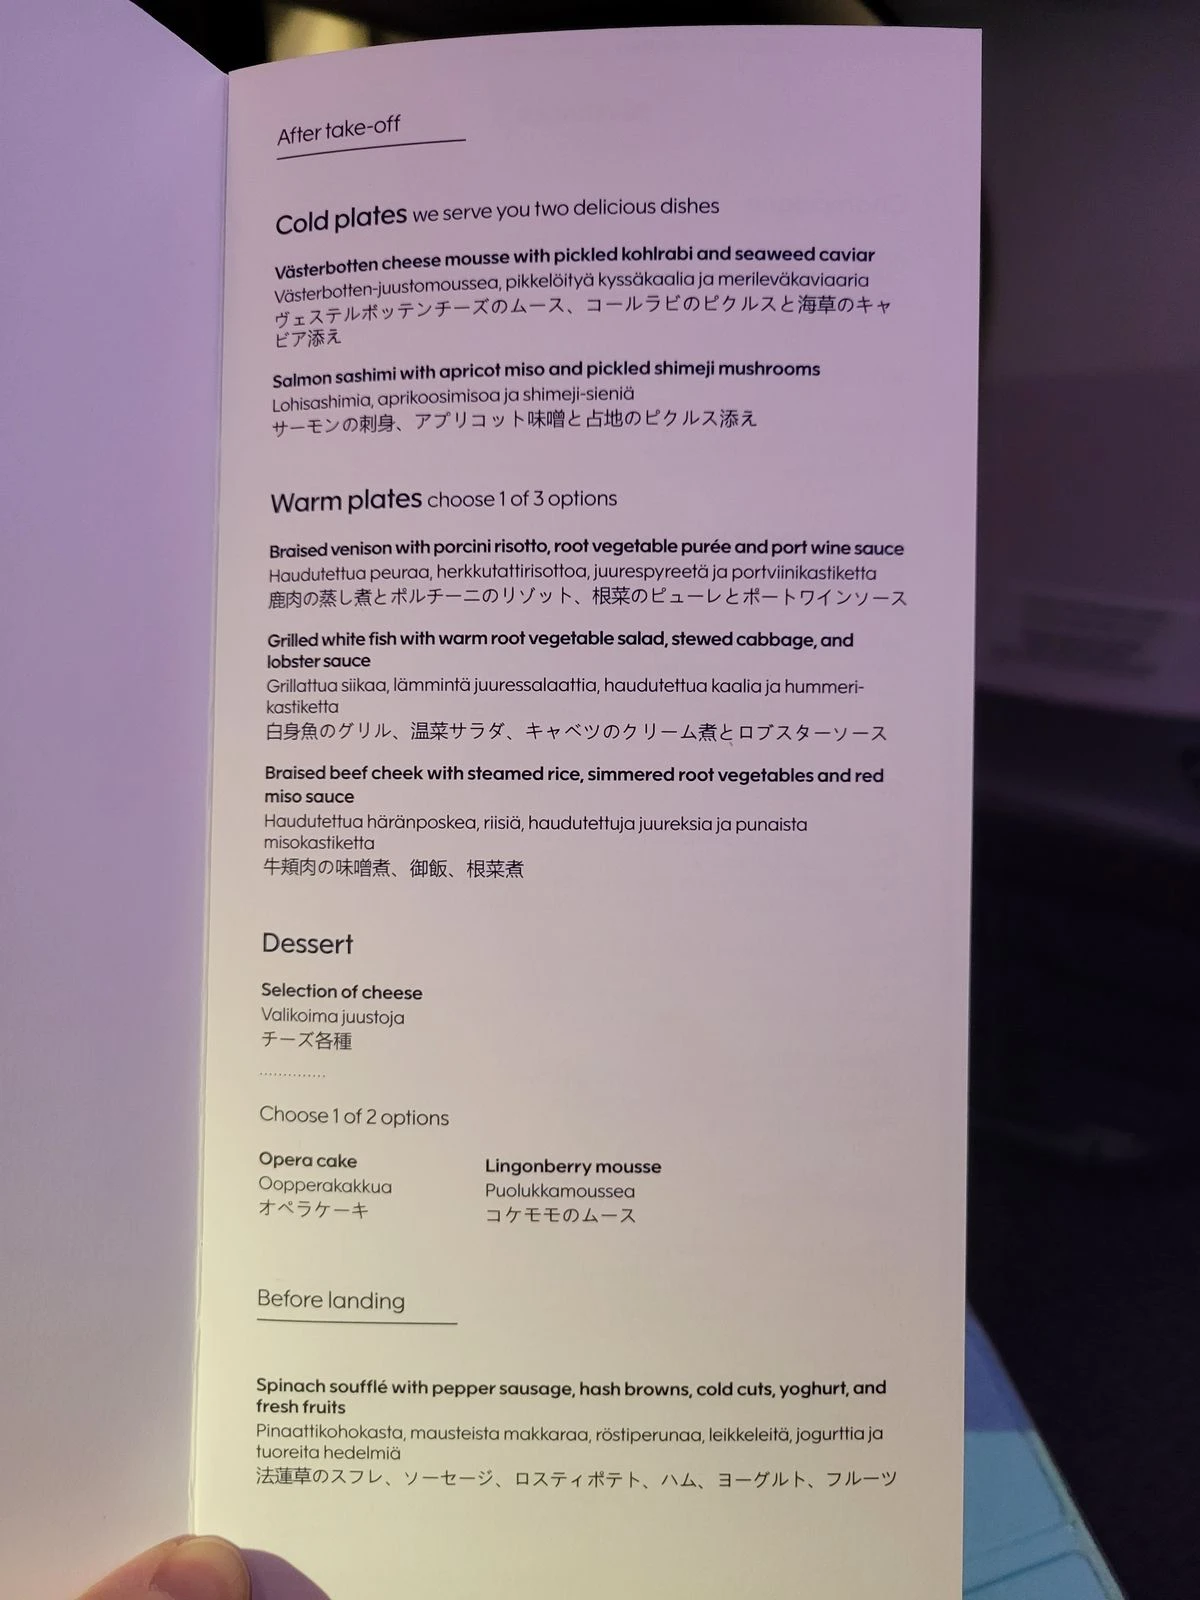 After take-off
Cold plates we serve you two delicious dishes
Västerbotten cheese mousse with pickled kohlrabi and seaweed caviar
Västerbotten-juustomoussea, pikkelöityä kyssäkaalia ja merileväkaviaaria
ヴェステルボッテンチーズのムース、コールラビのピクルスと海草のキャ
ビア添え
Salmon sashimi with apricot miso and pickled shimeji mushrooms
Lohisashimia, aprikoosimisoa ja shimeji-sieniä
サーモンの刺身、アプリコット味噌と占地のピクルス添え
Warm plates choose 1 of 3 options
Braised venison with porcini risotto, root vegetable purée and port wine sauce
Haudutettua peuraa, herkkutattirisottoa, juurespyreetä ja portviinikastiketta
鹿肉の蒸し煮とポルチーニのリゾット、根菜のピューレとポートワインソース
Grilled white fish with warm root vegetable salad, stewed cabbage, and
lobster sauce
Grillattua siikaa, lämmintä juuressalaattia, haudutettua kaalia ja hummeri-
kastiketta
白身魚のグリル、温菜サラダ、キャベツのクリーム煮とロブスターソース
Braised beef cheek with steamed rice, simmered root vegetables and red
miso sauce
Haudutettua häränposkea, riisiä, haudutettuja juureksia ja punaista
misokastiketta
牛頬肉の味噌煮、御飯、根菜煮
Dessert
Selection of cheese
Valikoima juustoja
チーズ各種
..............
Choose 1 of 2 options
Opera cake
Oopperakakkua
オペラケーキ
Lingonberry mousse
Puolukkamoussea
コケモモのムース
Before landing
Spinach soufflé with pepper sausage, hash browns, cold cuts, yoghurt, and
fresh fruits
Pinaattikohokasta, mausteista makkaraa, röstiperunaa, leikkeleitä, jogurttia ja
tuoreita hedelmiä
法蓮草のスフレ、ソーセージ、ロスティポテト、ハム、ヨーグルト、フルーツ